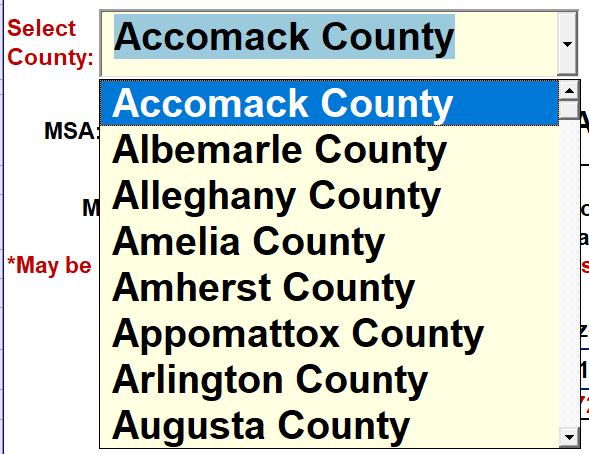 Select
County:
Accomack County
Accomack County
MSA:
Albemarle County
Alleghany County
M
Amelia County
*May be
Amherst County
Appomattox County
Arlington County
Augusta County